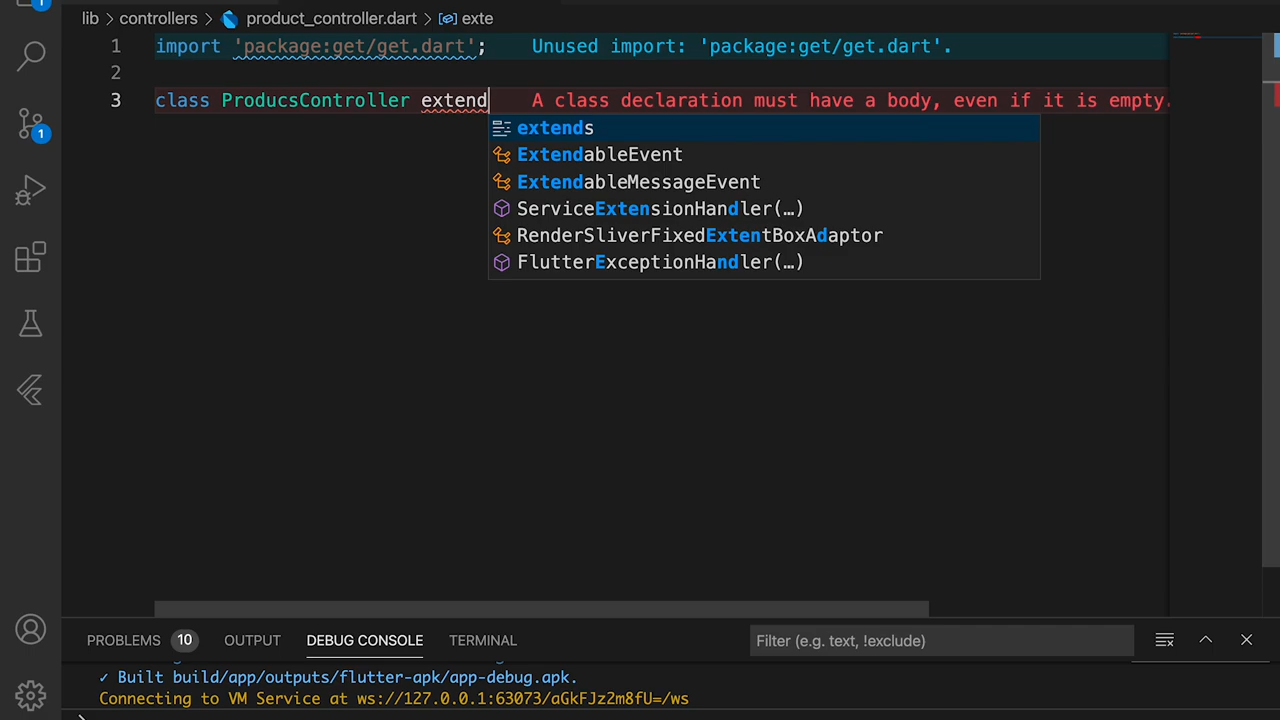 1
lib > controllers > product_controller.dart > exte
1 import 'package:get/get.dart'; Unused import: 'package:get/get.dart'.
2
3 class ProducsController extend A class declaration must have a body, even if it is empty.
extends
ExtendableEvent
ExtendableMessageEvent
ServiceExtensionHandler(…)
RenderSliverFixedExtentBoxAdaptor
FlutterExceptionHandler(…)
1
PROBLEMS 10 OUTPUT DEBUG CONSOLE TERMINAL Filter (e.g. text, !exclude)
✓ Built build/app/outputs/flutter-apk/app-debug.apk.
Connecting to VM Service at ws://127.0.0.1:63073/aGkFJz2m8fU=/ws